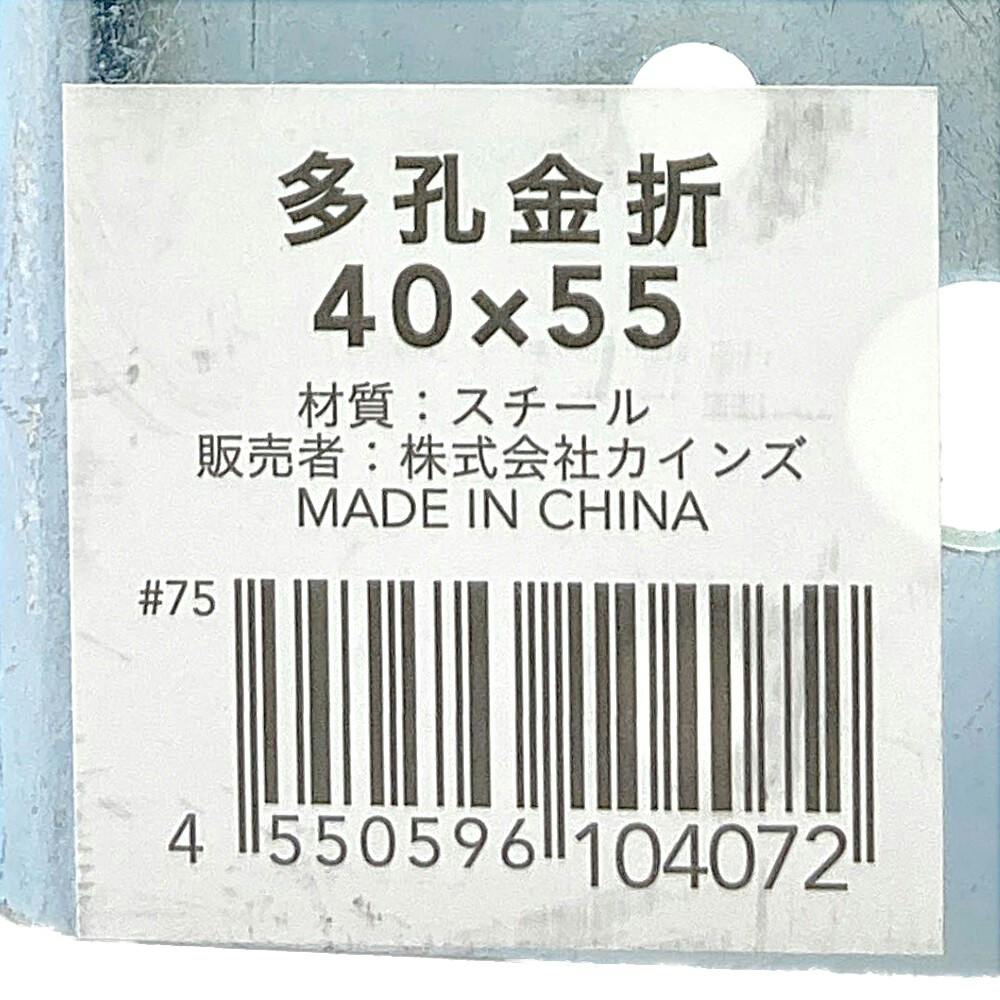 多孔金折
40×55
材質：スチール
販売者：株式会社カインズ
MADE IN CHINA
#75
4 550596 104072